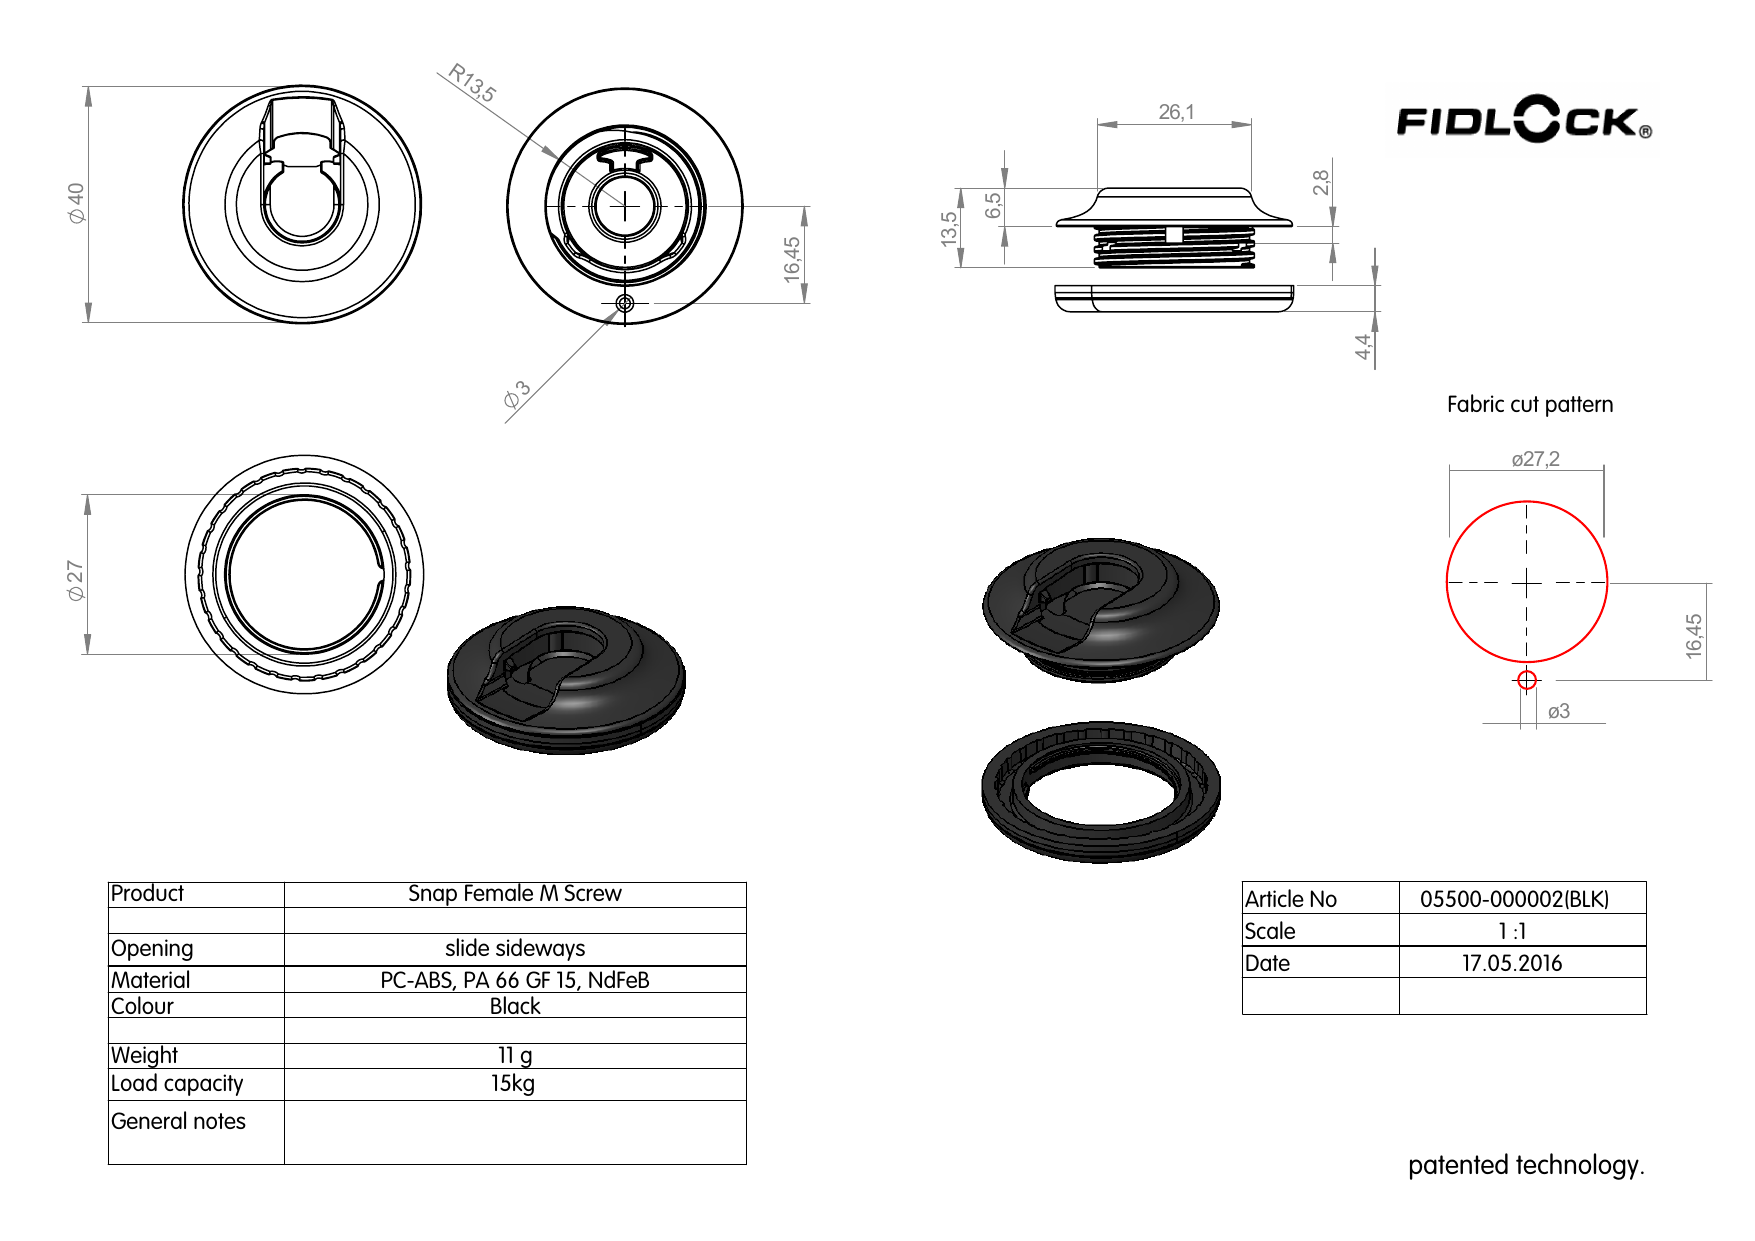 FIDLOCK®
R13,5
26,1
2,8
6,5
13,5
⌀40
16,45
4,4
⌀3
Fabric cut pattern
ø27,2
⌀27
16,45
ø3
Product Snap Female M Screw
Opening slide sideways
Material PC-ABS, PA 66 GF 15, NdFeB
Colour Black
Weight 11 g
Load capacity 15kg
General notes
Article No 05500-000002(BLK)
Scale 1 :1
Date 17.05.2016
patented technology.